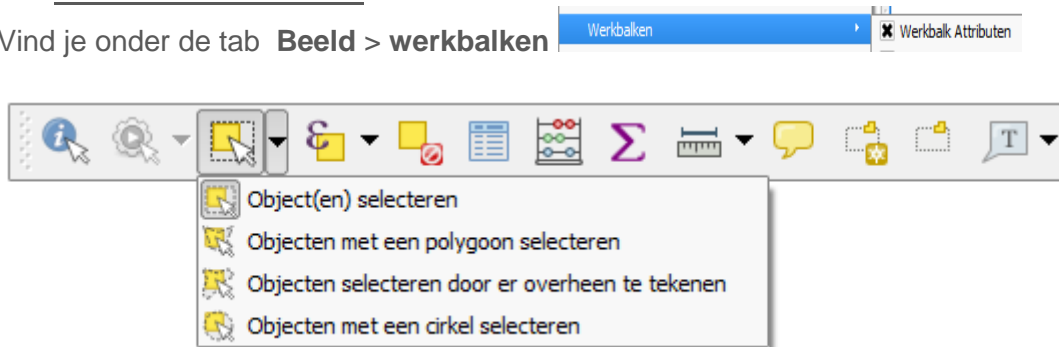 Vind je onder de tab Beeld > werkbalken
Werkbalken
Werkbalk Attributen
T
Object(en) selecteren
Objecten met een polygoon selecteren
Objecten selecteren door er overheen te tekenen
Objecten met een cirkel selecteren